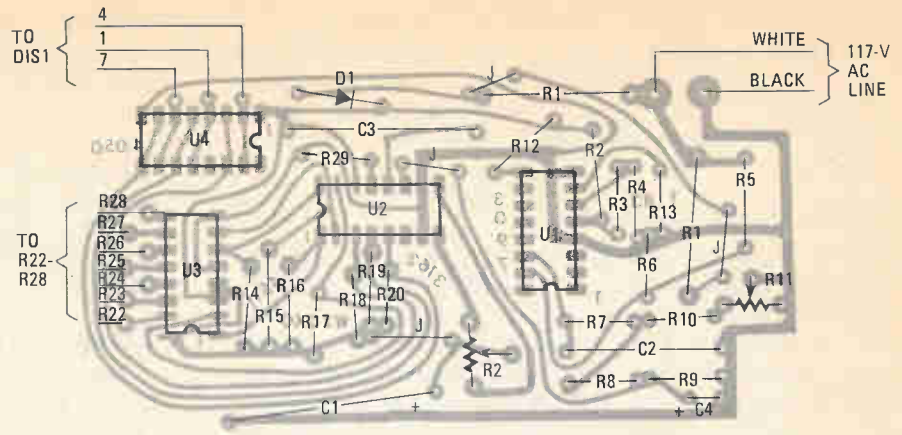 TO DIS1
4
1
7
WHITE
BLACK
117-V AC LINE
D1
J
R1
C3
R12
R2
U4
R29
J
U2
R3
R4
R13
R5
R6
R1
J
R11
TO R22-R28
R28
R27
R26
R25
R24
R23
R22
U3
R14
R15
R16
R17
R18
R19
R20
J
R2
R7
R10
C2
R8
R9
C1
+
+ C4